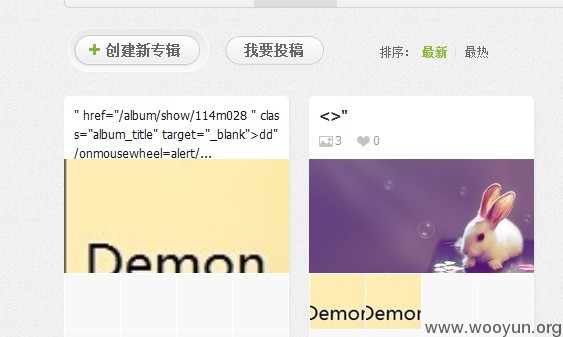 + 创建新专辑
我要投稿
排序： 最新 最热
" href="/album/show/114m028 " clas
s="album_title" target="_blank">dd"
/onmousewheel=alert/...
<>"
3 0
Demon
Demon Demon
www.wooyun.org